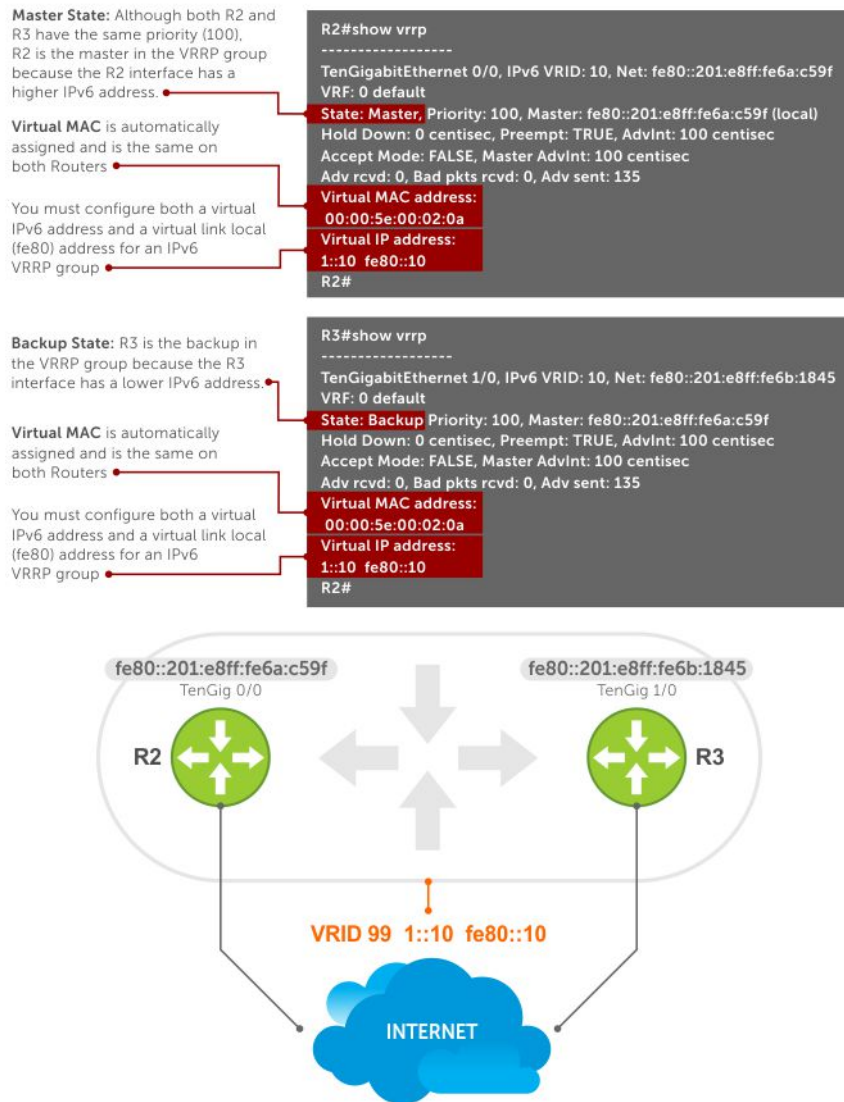 Master State: Although both R2 and
R3 have the same priority (100),
R2 is the master in the VRRP group
because the R2 interface has a
higher IPv6 address.
Virtual MAC is automatically
assigned and is the same on
both Routers
You must configure both a virtual
IPv6 address and a virtual link local
(fe80) address for an IPv6
VRRP group
R2#show vrrp
------------------
TenGigabitEthernet 0/0, IPv6 VRID: 10, Net: fe80::201:e8ff:fe6a:c59f
VRF: 0 default
State: Master, Priority: 100, Master: fe80::201:e8ff:fe6a:c59f (local)
Hold Down: 0 centisec, Preempt: TRUE, AdvInt: 100 centisec
Accept Mode: FALSE, Master AdvInt: 100 centisec
Adv rcvd: 0, Bad pkts rcvd: 0, Adv sent: 135
Virtual MAC address:
00:00:5e:00:02:0a
Virtual IP address:
1::10 fe80::10
R2#
Backup State: R3 is the backup in
the VRRP group because the R3
interface has a lower IPv6 address.
Virtual MAC is automatically
assigned and is the same on
both Routers
You must configure both a virtual
IPv6 address and a virtual link local
(fe80) address for an IPv6
VRRP group
R3#show vrrp
------------------
TenGigabitEthernet 1/0, IPv6 VRID: 10, Net: fe80::201:e8ff:fe6b:1845
VRF: 0 default
State: Backup Priority: 100, Master: fe80::201:e8ff:fe6a:c59f
Hold Down: 0 centisec, Preempt: TRUE, AdvInt: 100 centisec
Accept Mode: FALSE, Master AdvInt: 100 centisec
Adv rcvd: 0, Bad pkts rcvd: 0, Adv sent: 135
Virtual MAC address:
00:00:5e:00:02:0a
Virtual IP address:
1::10 fe80::10
R2#
fe80::201:e8ff:fe6a:c59f
TenGig 0/0
R2
fe80::201:e8ff:fe6b:1845
TenGig 1/0
R3
VRID 99 1::10 fe80::10
INTERNET